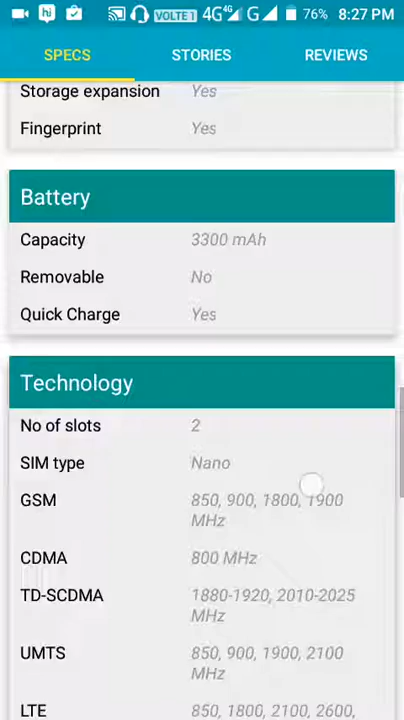 hi VOLTE 1 4G 4G G 76% 8:27 PM
SPECS STORIES REVIEWS
Storage expansion Yes
Fingerprint Yes
Battery
Capacity 3300 mAh
Removable No
Quick Charge Yes
Technology
No of slots 2
SIM type Nano
GSM 850, 900, 1800, 1900
MHz
CDMA 800 MHz
TD-SCDMA 1880-1920, 2010-2025
MHz
UMTS 850, 900, 1900, 2100
MHz
LTE 850, 1800, 2100, 2600,